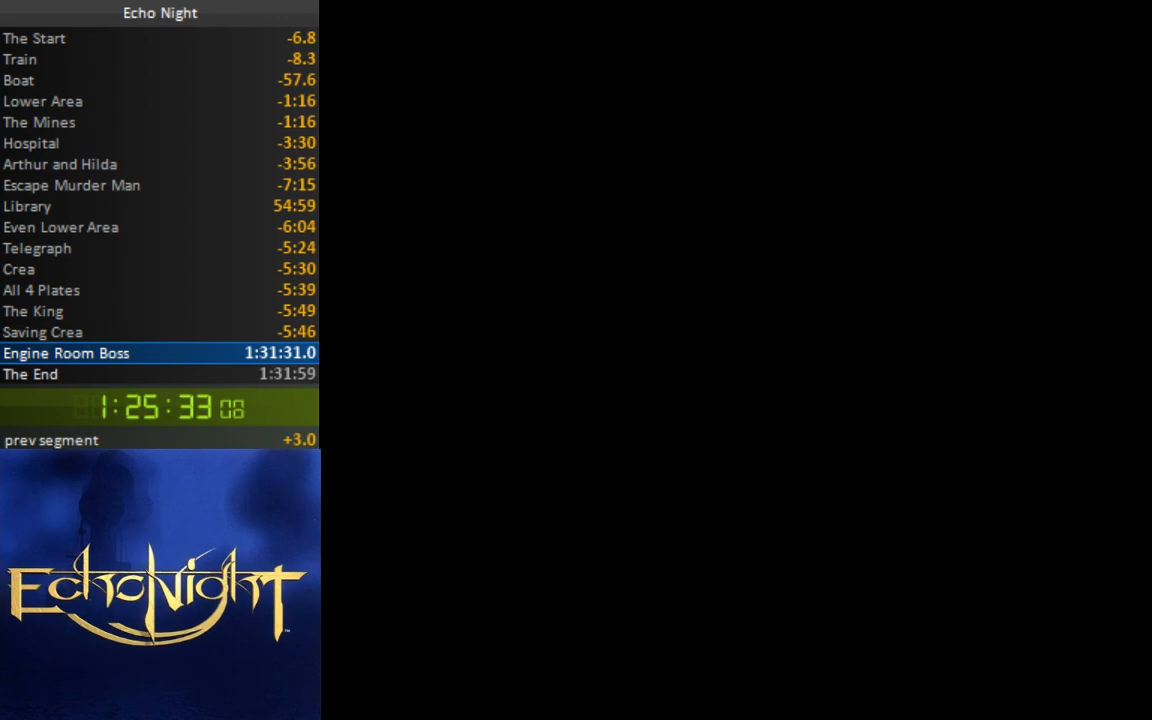 Echo Night
The Start -6.8
Train -8.3
Boat -57.6
Lower Area -1:16
The Mines -1:16
Hospital -3:30
Arthur and Hilda -3:56
Escape Murder Man -7:15
Library 54:59
Even Lower Area -6:04
Telegraph -5:24
Crea -5:30
All 4 Plates -5:39
The King -5:49
Saving Crea -5:46
Engine Room Boss 1:31:31.0
The End 1:31:59
1:25:33 08
prev segment +3.0
EchoNight™